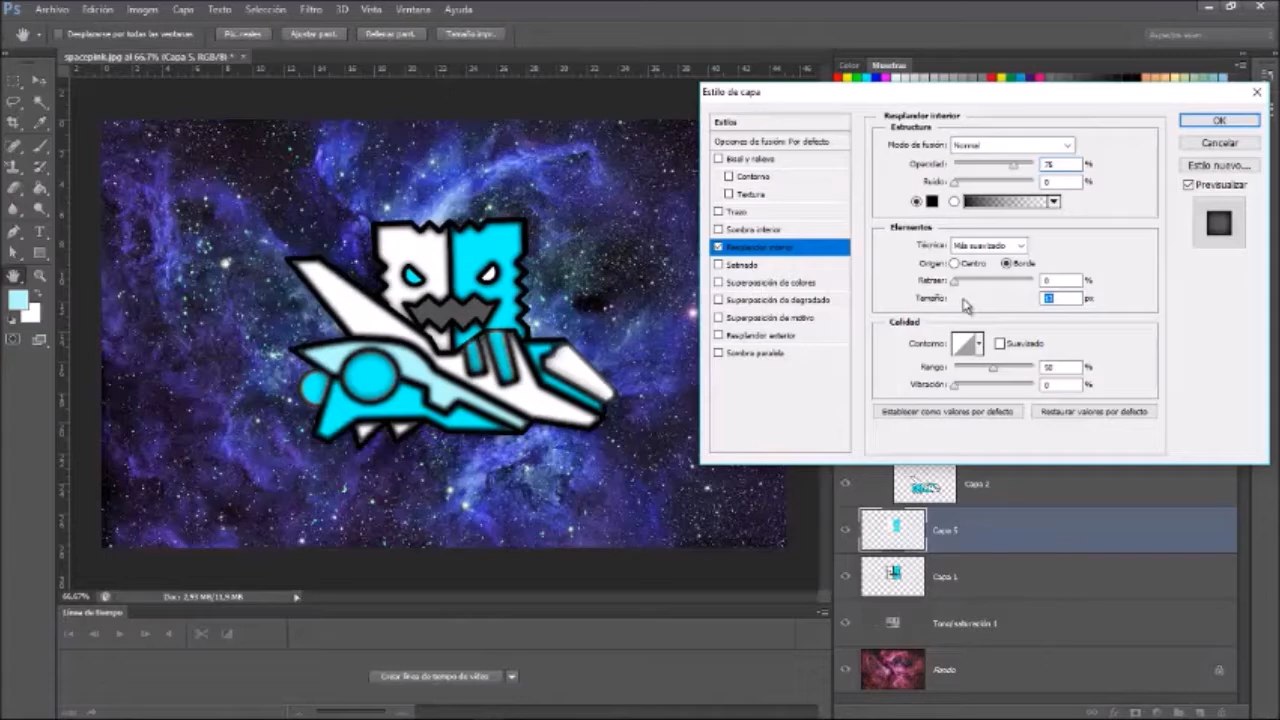 Ps Archivo Edición Imagen Capa Texto Selección Filtro 3D Vista Ventana Ayuda
Desplazarse por todas las ventanas Píx. reales Ajustar pant. Rellenar pant. Tamaño impr.
spacepink.jpg al 66,7% (Capa 5, RGB/8) *
Color Muestras
Estilo de capa
Estilos
Opciones de fusión: Por defecto
Bisel y relieve
Contorno
Textura
Trazo
Sombra interior
Resplandor interior
Satinado
Superposición de colores
Superposición de degradado
Superposición de motivo
Resplandor exterior
Sombra paralela
Resplandor interior
Estructura
Modo de fusión: Normal
Opacidad: 75 %
Ruido: 0 %
Elementos
Técnica: Más suavizado
Origen: Centro Borde
Retraer: 0 %
Tamaño: px
Calidad
Contorno: Suavizado
Rango: 50 %
Vibración: 0 %
Establecer como valores por defecto Restaurar valores por defecto
OK
Cancelar
Estilo nuevo...
Previsualizar
Capa 2
Capa 5
Capa 1
Tono/saturación 1
Fondo
66,67% Doc: 2,93 MB/11,9 MB
Línea de tiempo
Crear línea de tiempo de vídeo